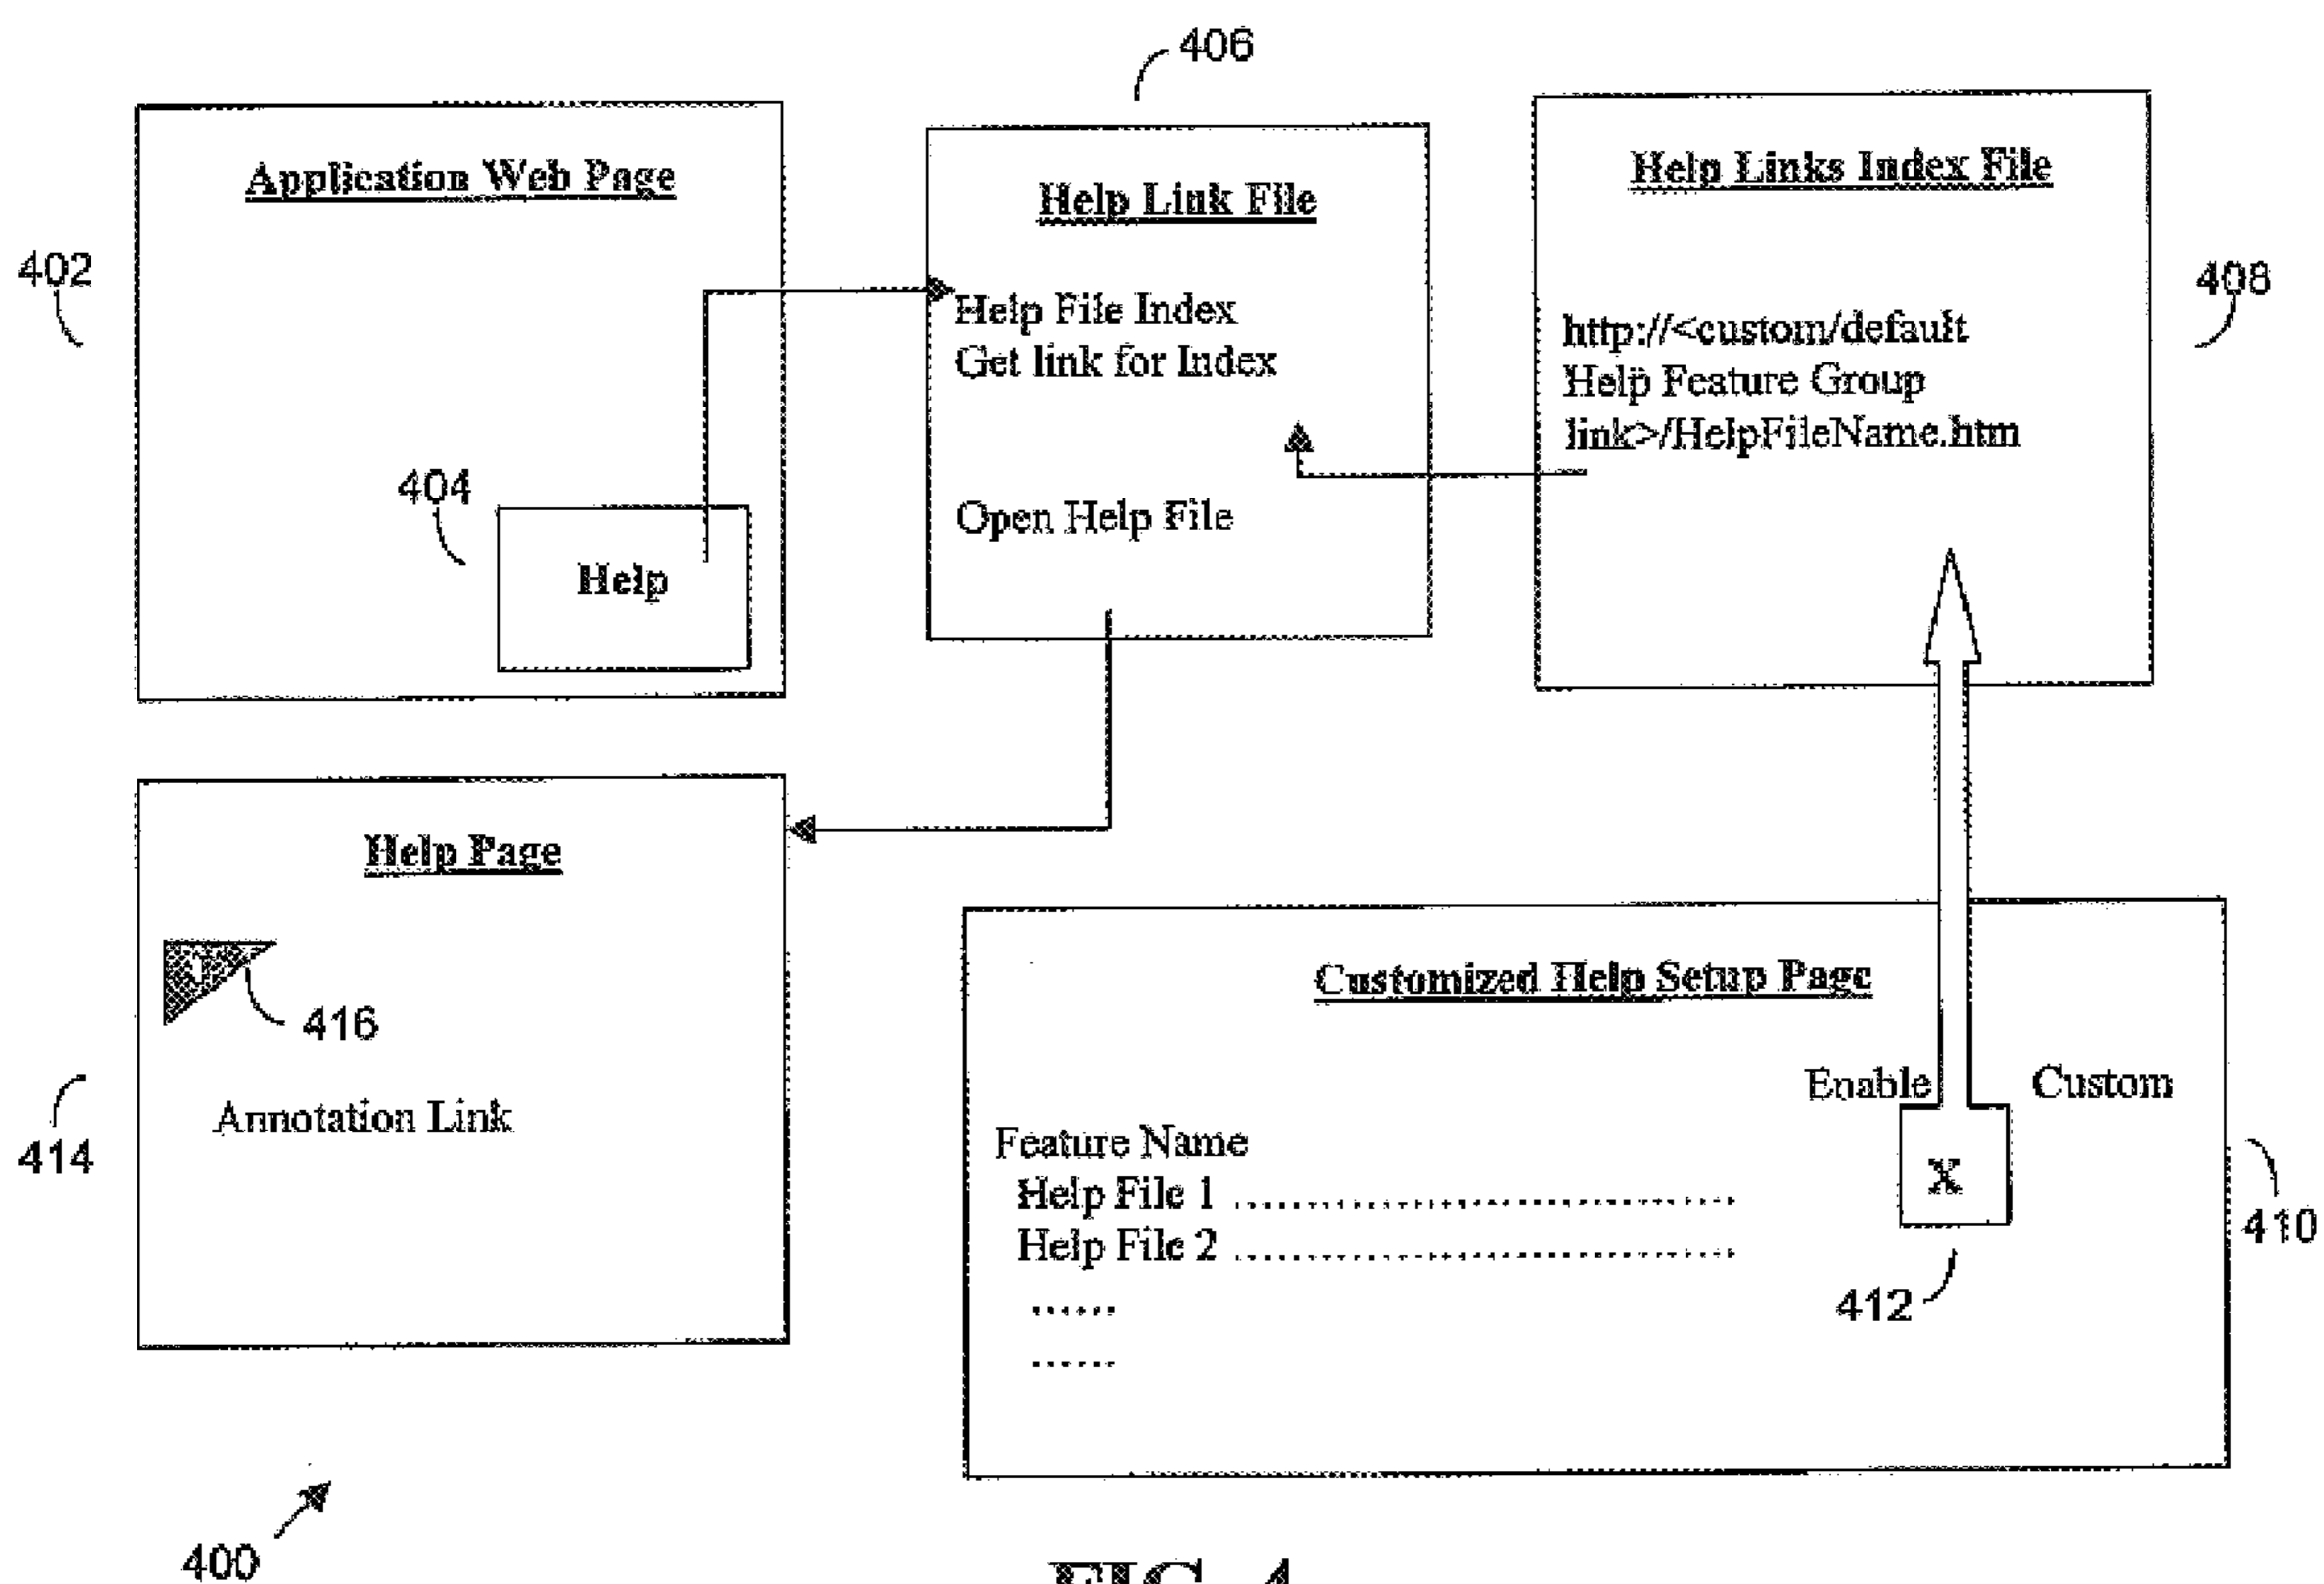 406
Application Web Page
402
404
Help
Help Link File
Help File Index
Get link for Index
Open Help File
Help Links Index File
408
http://<custom/default
Help Feature Group
link>/HelpFileName.htm
Help Page
416
Annotation Link
414
Customized Help Setup Page
Enable
Custom
Feature Name
Help File 1 ..................................
Help File 2 ..................................
......
......
X
412
410
400
FIG. 4